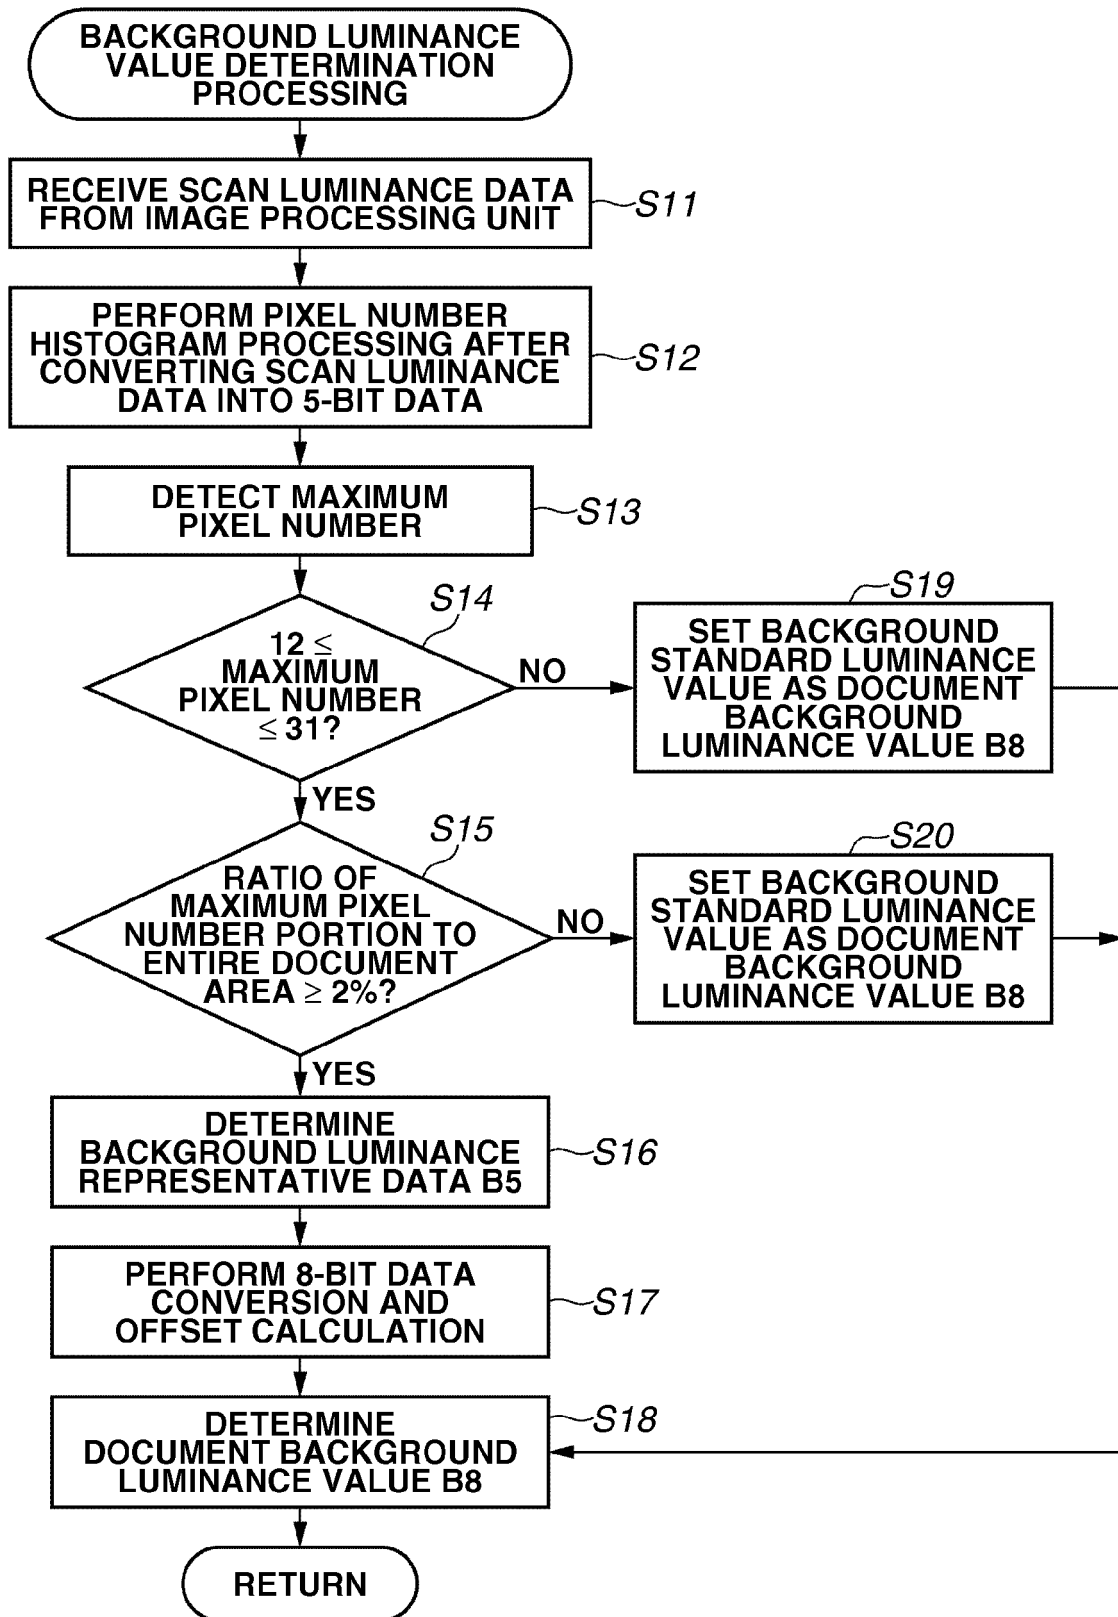 BACKGROUND LUMINANCE
VALUE DETERMINATION
PROCESSING
RECEIVE SCAN LUMINANCE DATA
FROM IMAGE PROCESSING UNIT
S11
PERFORM PIXEL NUMBER
HISTOGRAM PROCESSING AFTER
CONVERTING SCAN LUMINANCE
DATA INTO 5-BIT DATA
S12
DETECT MAXIMUM
PIXEL NUMBER
S13
S14
12 ≤
MAXIMUM
PIXEL NUMBER
≤ 31?
NO
YES
S19
SET BACKGROUND
STANDARD LUMINANCE
VALUE AS DOCUMENT
BACKGROUND
LUMINANCE VALUE B8
S15
RATIO OF
MAXIMUM PIXEL
NUMBER PORTION TO
ENTIRE DOCUMENT
AREA ≥ 2%?
NO
YES
S20
SET BACKGROUND
STANDARD LUMINANCE
VALUE AS DOCUMENT
BACKGROUND
LUMINANCE VALUE B8
DETERMINE
BACKGROUND LUMINANCE
REPRESENTATIVE DATA B5
S16
PERFORM 8-BIT DATA
CONVERSION AND
OFFSET CALCULATION
S17
DETERMINE
DOCUMENT BACKGROUND
LUMINANCE VALUE B8
S18
RETURN